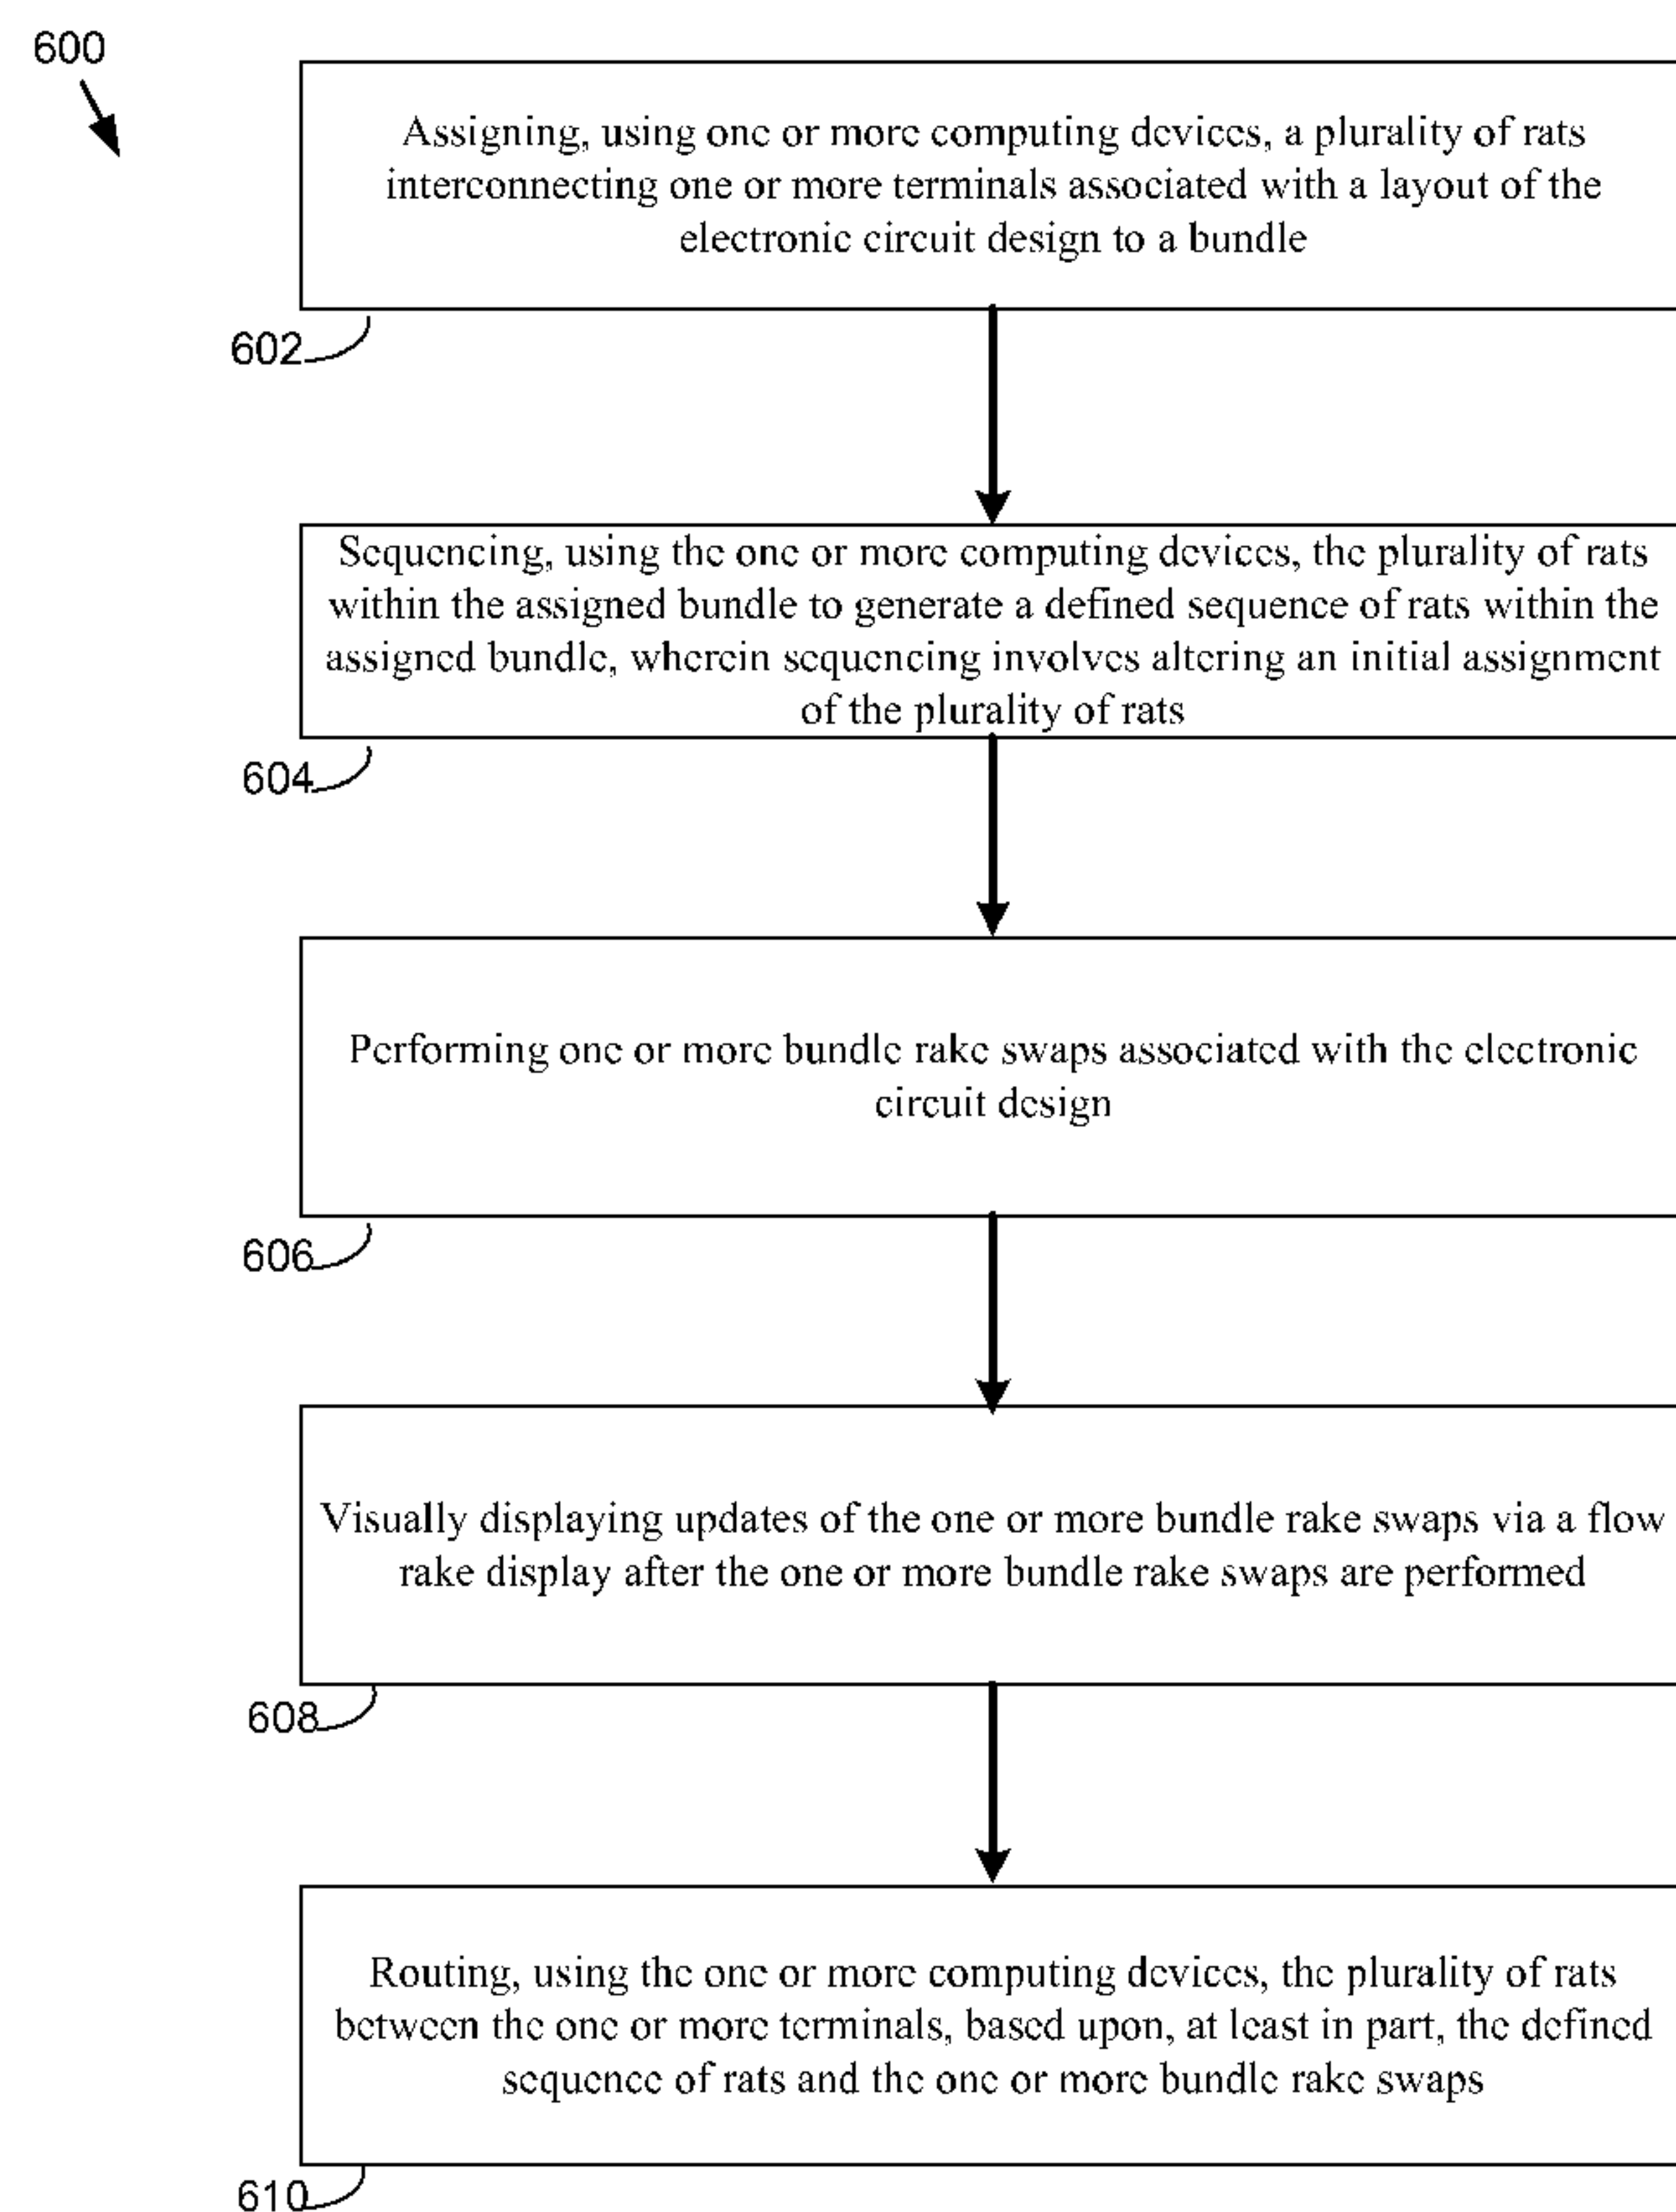 600
Assigning, using one or more computing devices, a plurality of rats
interconnecting one or more terminals associated with a layout of the
electronic circuit design to a bundle
602
Sequencing, using the one or more computing devices, the plurality of rats
within the assigned bundle to generate a defined sequence of rats within the
assigned bundle, wherein sequencing involves altering an initial assignment
of the plurality of rats
604
Performing one or more bundle rake swaps associated with the electronic
circuit design
606
Visually displaying updates of the one or more bundle rake swaps via a flow
rake display after the one or more bundle rake swaps are performed
608
Routing, using the one or more computing devices, the plurality of rats
between the one or more terminals, based upon, at least in part, the defined
sequence of rats and the one or more bundle rake swaps
610